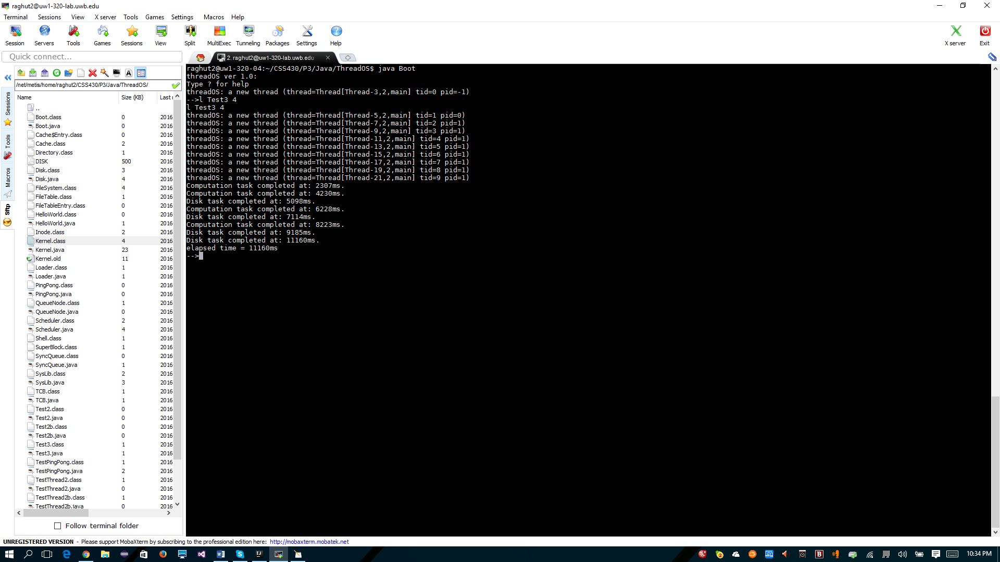 raghut2@uw1-320-lab.uwb.edu
Terminal Sessions View X server Tools Games Settings Macros Help
Session Servers Tools Games Sessions View Split MultiExec Tunneling Packages Settings Help X server Exit
Quick connect...
2. raghut2@uw1-320-lab.uwb.edu
Sessions
Tools
Macros
Sftp
/net/metis/home/raghut2/CSS430/P3/Java/ThreadOS/
Name Size (KB) Last
..
Boot.class 0 2016
Boot.java 0 2016
Cache$Entry.class 0 2016
Cache.class 2 2016
Directory.class 1 2016
DISK 500 2016
Disk.class 3 2016
Disk.java 4 2016
FileSystem.class 4 2016
FileTable.class 1 2016
FileTableEntry.class 0 2016
HelloWorld.class 0 2016
HelloWorld.java 1 2016
Inode.class 2 2016
Kernel.class 4 2016
Kernel.java 23 2016
Kernel.old 11 2016
Loader.class 1 2016
Loader.java 1 2016
PingPong.class 0 2016
PingPong.java 0 2016
QueueNode.class 1 2016
QueueNode.java 0 2016
Scheduler.class 2 2016
Scheduler.java 4 2016
Shell.class 1 2016
SuperBlock.class 1 2016
SyncQueue.class 0 2016
SyncQueue.java 1 2016
SysLib.class 2 2016
SysLib.java 3 2016
TCB.class 1 2016
TCB.java 1 2016
Test2.class 0 2016
Test2.java 0 2016
Test2b.class 0 2016
Test2b.java 0 2016
Test3.class 1 2016
Test3.java 1 2016
TestPingPong.class 1 2016
TestPingPong.java 2 2016
TestThread2.class 1 2016
TestThread2.java 0 2016
TestThread2b.class 1 2016
TestThread2b.java 0 2016
Follow terminal folder
raghut2@uw1-320-04:~/CSS430/P3/Java/ThreadOS$ java Boot
threadOS ver 1.0:
Type ? for help
threadOS: a new thread (thread=Thread[Thread-3,2,main] tid=0 pid=-1)
-->l Test3 4
l Test3 4
threadOS: a new thread (thread=Thread[Thread-5,2,main] tid=1 pid=0)
threadOS: a new thread (thread=Thread[Thread-7,2,main] tid=2 pid=1)
threadOS: a new thread (thread=Thread[Thread-9,2,main] tid=3 pid=1)
threadOS: a new thread (thread=Thread[Thread-11,2,main] tid=4 pid=1)
threadOS: a new thread (thread=Thread[Thread-13,2,main] tid=5 pid=1)
threadOS: a new thread (thread=Thread[Thread-15,2,main] tid=6 pid=1)
threadOS: a new thread (thread=Thread[Thread-17,2,main] tid=7 pid=1)
threadOS: a new thread (thread=Thread[Thread-19,2,main] tid=8 pid=1)
threadOS: a new thread (thread=Thread[Thread-21,2,main] tid=9 pid=1)
Computation task completed at: 2307ms.
Computation task completed at: 4230ms.
Disk task completed at: 5098ms.
Computation task completed at: 6228ms.
Disk task completed at: 7114ms.
Computation task completed at: 8223ms.
Disk task completed at: 9185ms.
Disk task completed at: 11160ms.
elapsed time = 11160ms
-->
UNREGISTERED VERSION - Please support MobaXterm by subscribing to the professional edition here: http://mobaxterm.mobatek.net
10:34 PM